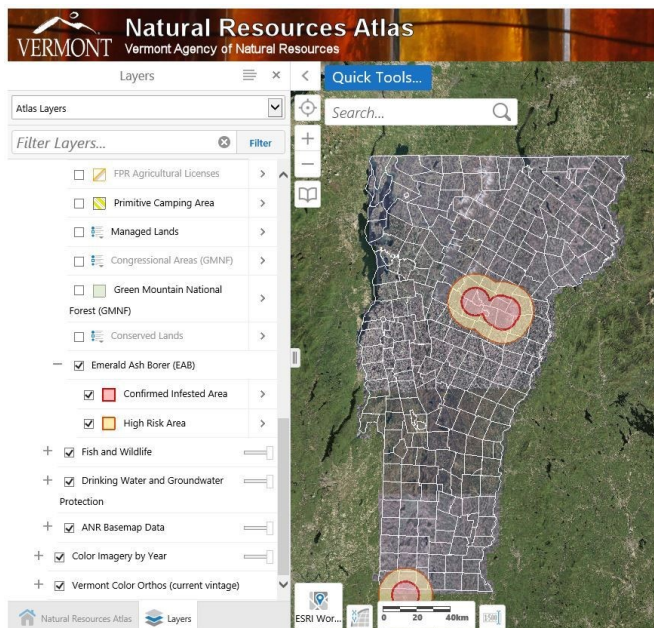 VERMONT
Natural Resources Atlas
Vermont Agency of Natural Resources
Layers
Quick Tools...
Atlas Layers
Search...
Filter Layers...
Filter
FPR Agricultural Licenses
Primitive Camping Area
Managed Lands
Congressional Areas (GMNF)
Green Mountain National
Forest (GMNF)
Conserved Lands
Emerald Ash Borer (EAB)
Confirmed Infested Area
High Risk Area
Fish and Wildlife
Drinking Water and Groundwater
Protection
ANR Basemap Data
Color Imagery by Year
Vermont Color Orthos (current vintage)
Natural Resources Atlas
Layers
ESRI Wor...
0 20 40km
1:500